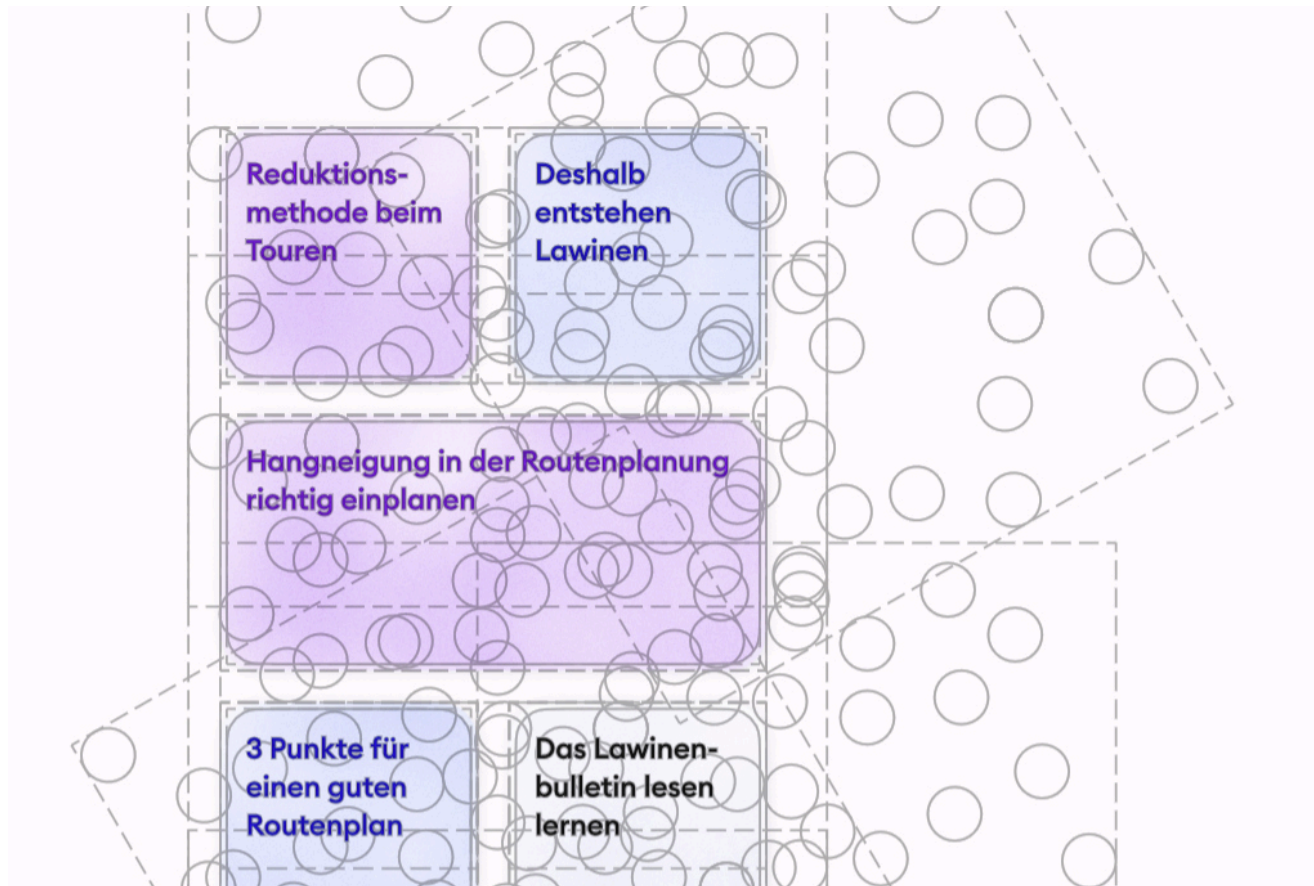 Reduktions-
methode beim
Touren
Deshalb
entstehen
Lawinen
Hangneigung in der Routenplanung
richtig einplanen
3 Punkte für
einen guten
Routenplan
Das Lawinen-
bulletin lesen
lernen